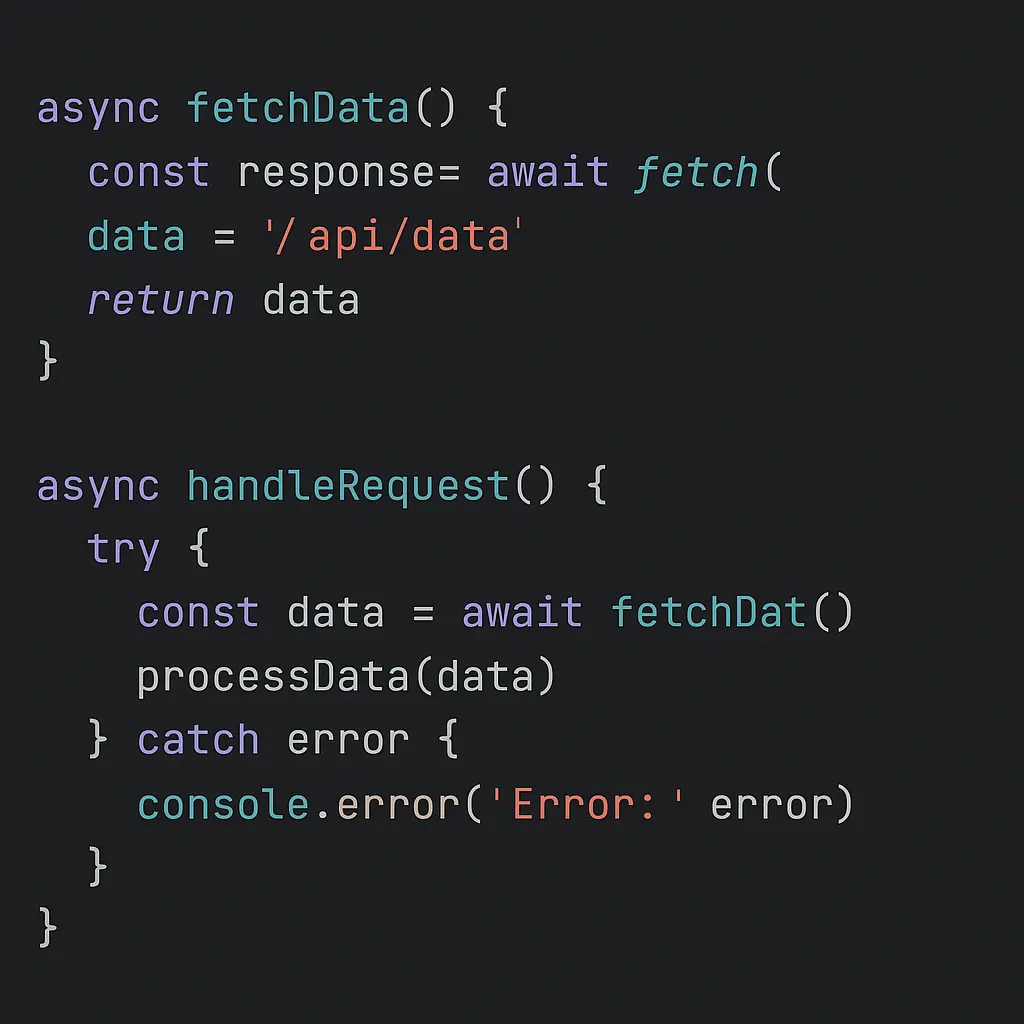 async fetchData() {
  const response= await fetch(
  data = '/ api/data'
  return data
}

async handleRequest() {
  try {
    const data = await fetchDat()
    processData(data)
  } catch error {
    console.error('Error:' error)
  }
}